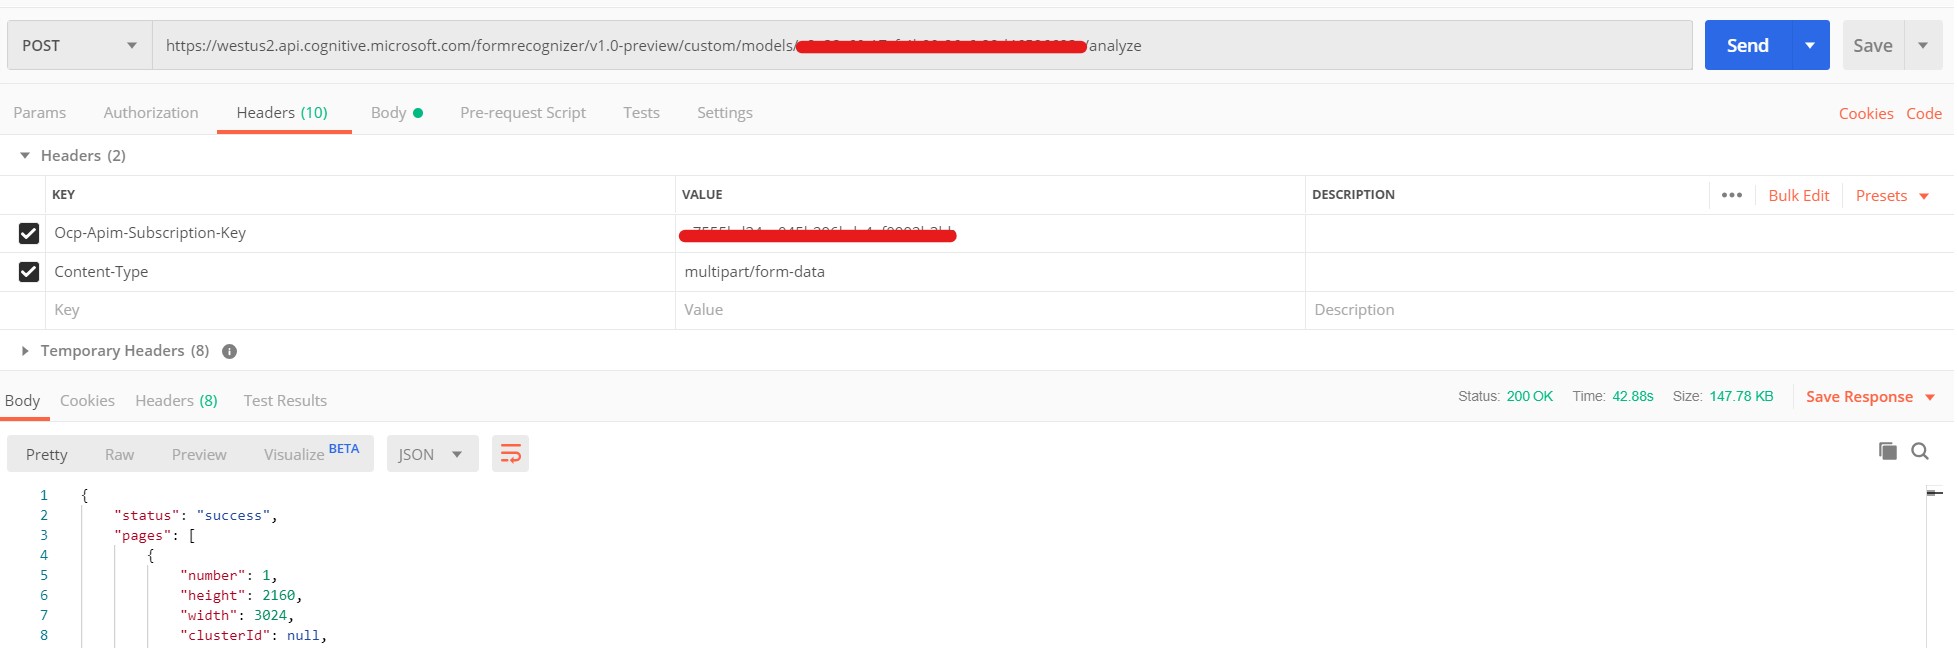 POST https://westus2.api.cognitive.microsoft.com/formrecognizer/v1.0-preview/custom/models/ /analyze Send Save
Params Authorization Headers (10) Body Pre-request Script Tests Settings Cookies Code
Headers (2)
KEY VALUE DESCRIPTION ••• Bulk Edit Presets
Ocp-Apim-Subscription-Key
Content-Type multipart/form-data
Key Value Description
Temporary Headers (8)
Body Cookies Headers (8) Test Results Status: 200 OK Time: 42.88s Size: 147.78 KB Save Response
Pretty Raw Preview Visualize BETA JSON
1 {
2 "status": "success",
3 "pages": [
4 {
5 "number": 1,
6 "height": 2160,
7 "width": 3024,
8 "clusterId": null,